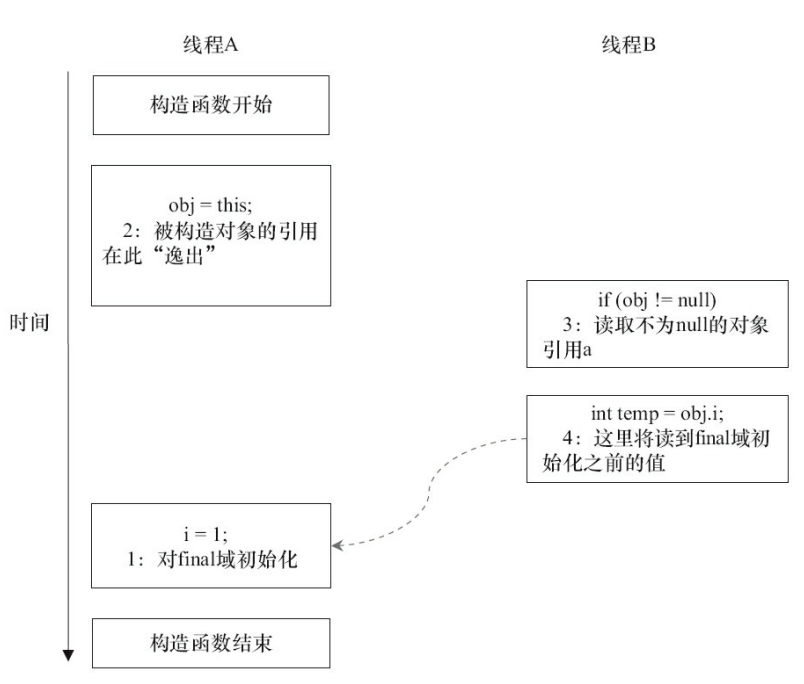 线程A
线程B
构造函数开始
obj = this;
2：被构造对象的引用
在此“逸出”
时间
if (obj != null)
3：读取不为null的对象
引用a
int temp = obj.i;
4：这里将读到final域初
始化之前的值
i = 1;
1：对final域初始化
构造函数结束